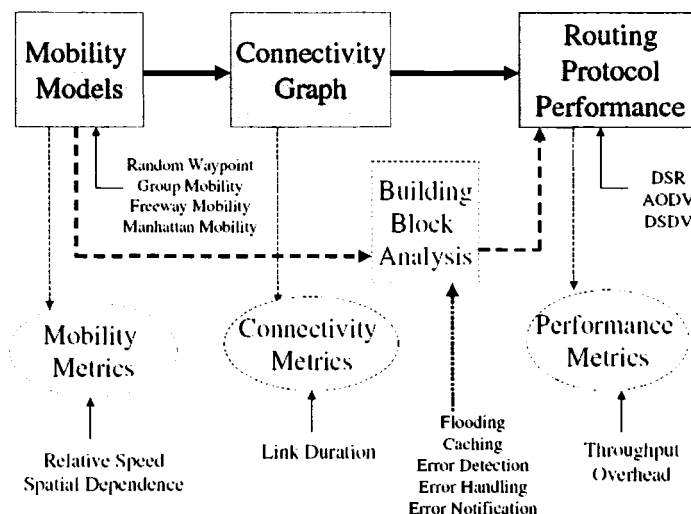 Mobility
Models
Connectivity
Graph
Routing
Protocol
Performance
Random Waypoint
Group Mobility
Freeway Mobility
Manhattan Mobility
Building
Block
Analysis
DSR
AODV
DSDV
Mobility
Metrics
Connectivity
Metrics
Performance
Metrics
Relative Speed
Spatial Dependence
Link Duration
Flooding
Caching
Error Detection
Error Handling
Error Notification
Throughput
Overhead